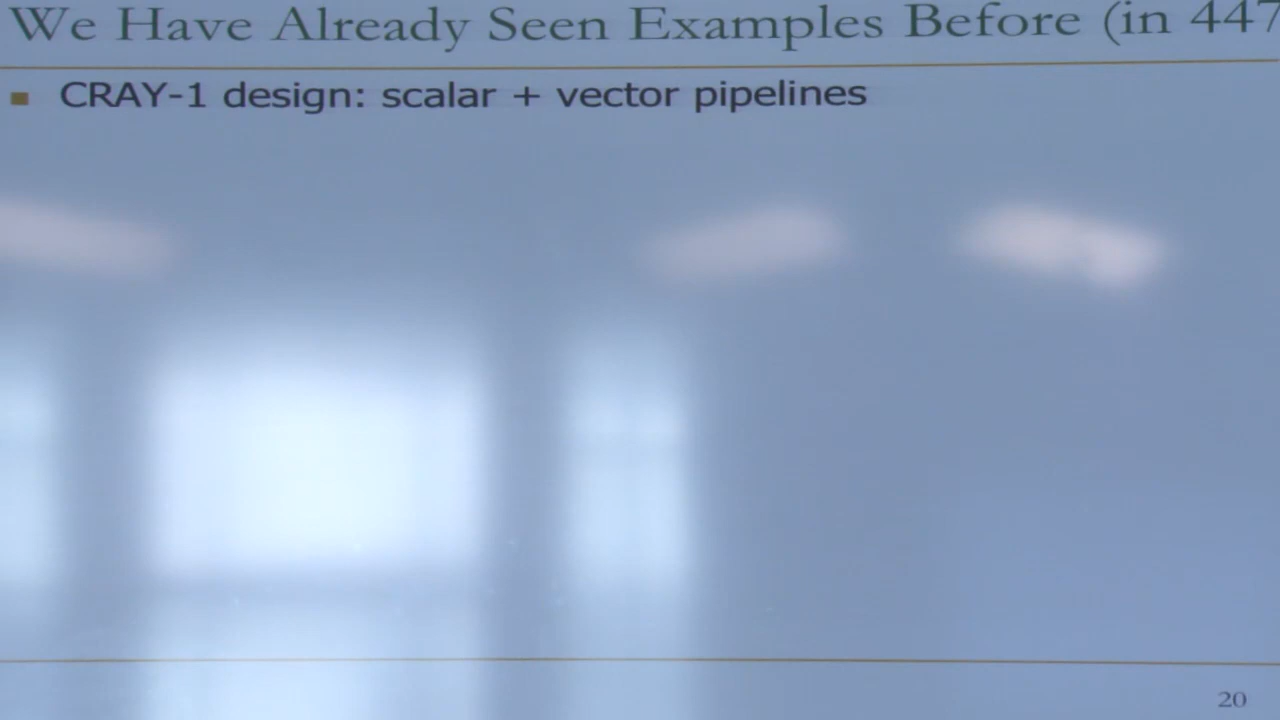 We Have Already Seen Examples Before (in 447
CRAY-1 design: scalar + vector pipelines
20